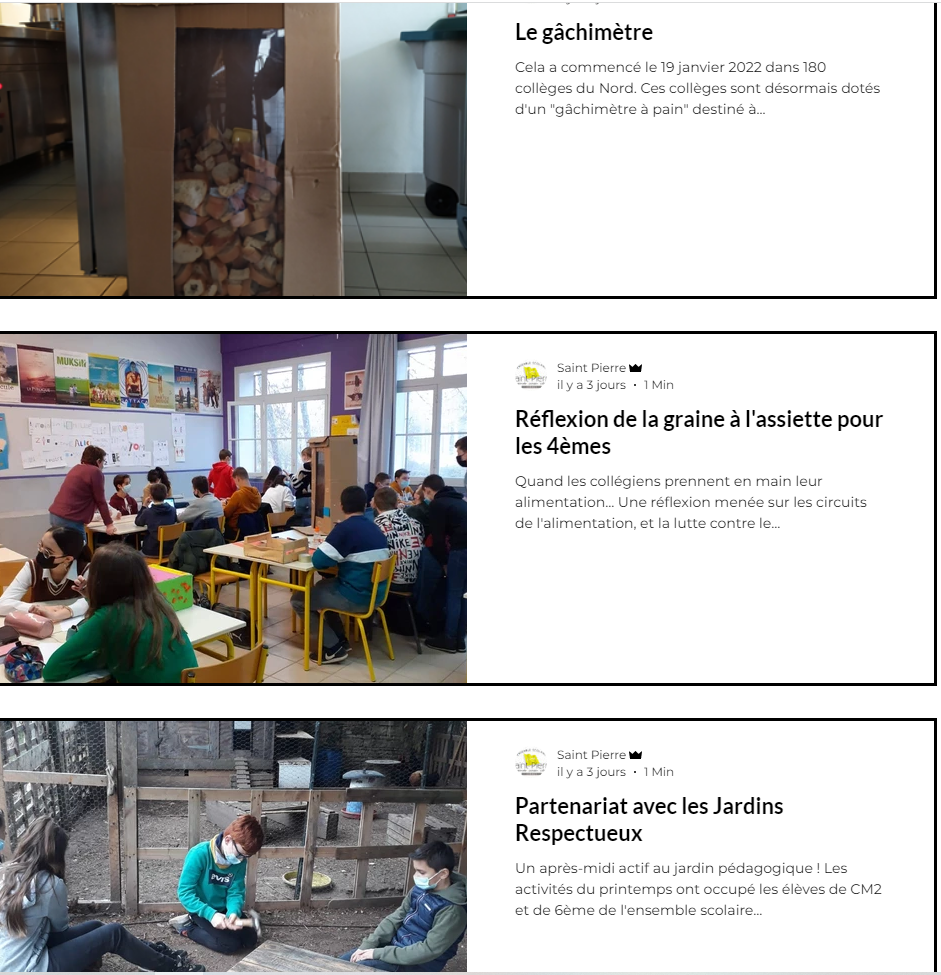 Le gâchimètre
Cela a commencé le 19 janvier 2022 dans 180
collèges du Nord. Ces collèges sont désormais dotés
d'un "gâchimètre à pain" destiné à...
MUKSIN
NIKE
Saint Pierre
il y a 3 jours · 1 Min
Réflexion de la graine à l'assiette pour
les 4èmes
Quand les collégiens prennent en main leur
alimentation... Une réflexion menée sur les circuits
de l'alimentation, et la lutte contre le...
Saint Pierre
il y a 3 jours · 1 Min
Partenariat avec les Jardins
Respectueux
Un après-midi actif au jardin pédagogique ! Les
activités du printemps ont occupé les élèves de CM2
et de 6ème de l'ensemble scolaire...